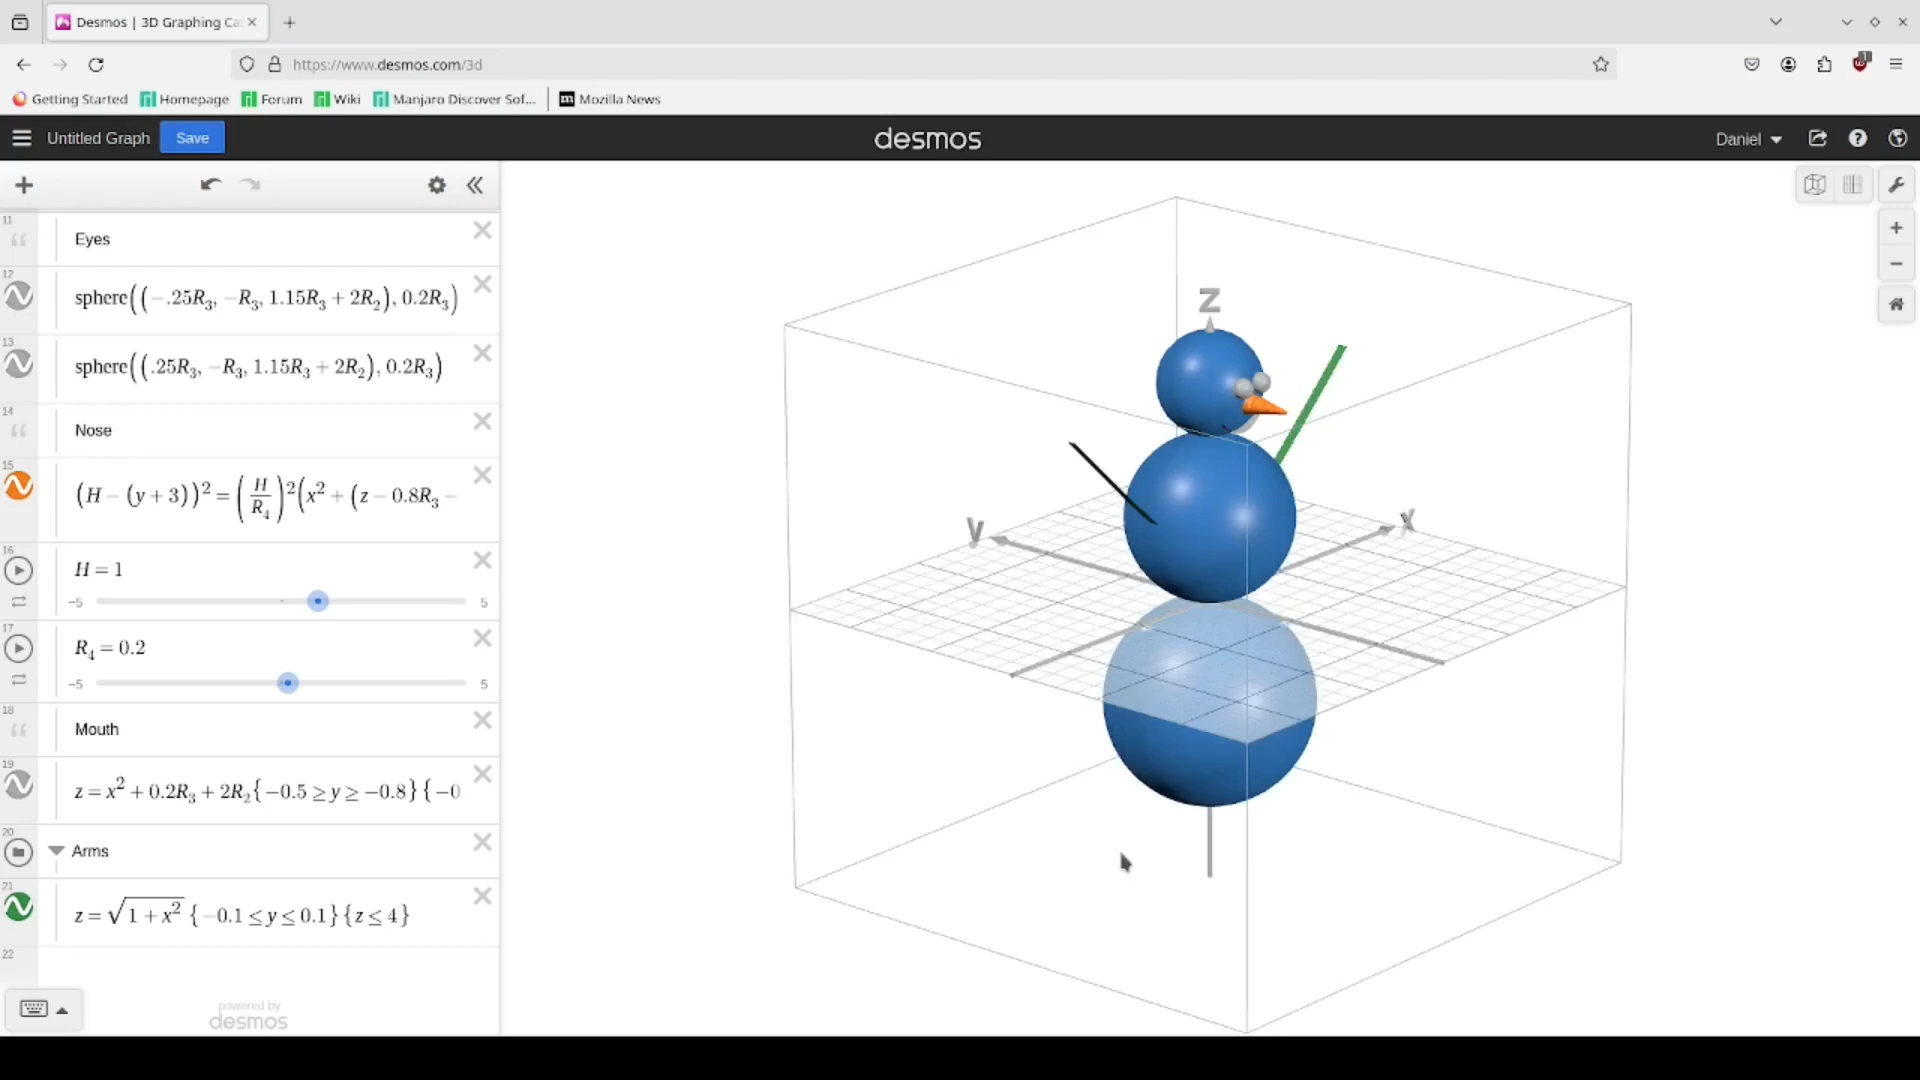 Desmos | 3D Graphing Ca
https://www.desmos.com/3d
Getting Started Homepage Forum Wiki Manjaro Discover Sof... Mozilla News
Untitled Graph Save desmos Daniel
11 Eyes
12 sphere((−.25R₃, −R₃, 1.15R₃ + 2R₂), 0.2R₃)
13 sphere((.25R₃, −R₃, 1.15R₃ + 2R₂), 0.2R₃)
14 Nose
15 (H − (y + 3))² = (H/R₄)²(x² + (z − 0.8R₃ −
16 H = 1
-5 5
17 R₄ = 0.2
-5 5
18 Mouth
19 z = x² + 0.2R₃ + 2R₂{−0.5 ≥ y ≥ −0.8}{−0
20 Arms
21 z = √(1 + x²) {−0.1 ≤ y ≤ 0.1}{z ≤ 4}
22
powered by
desmos
z
y
x
1